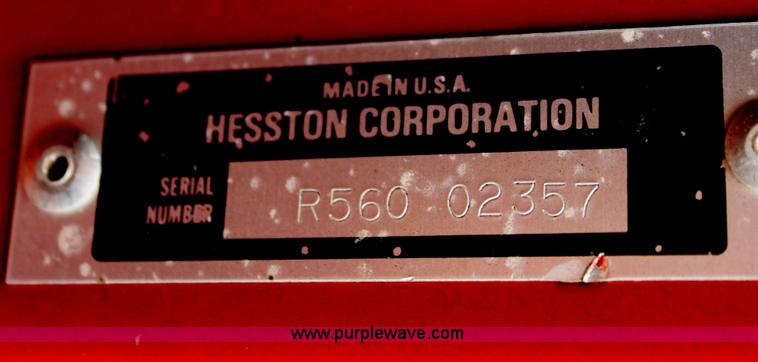 MADE IN U.S.A.
HESSTON CORPORATION
SERIAL
NUMBER
R560 02357
www.purplewave.com